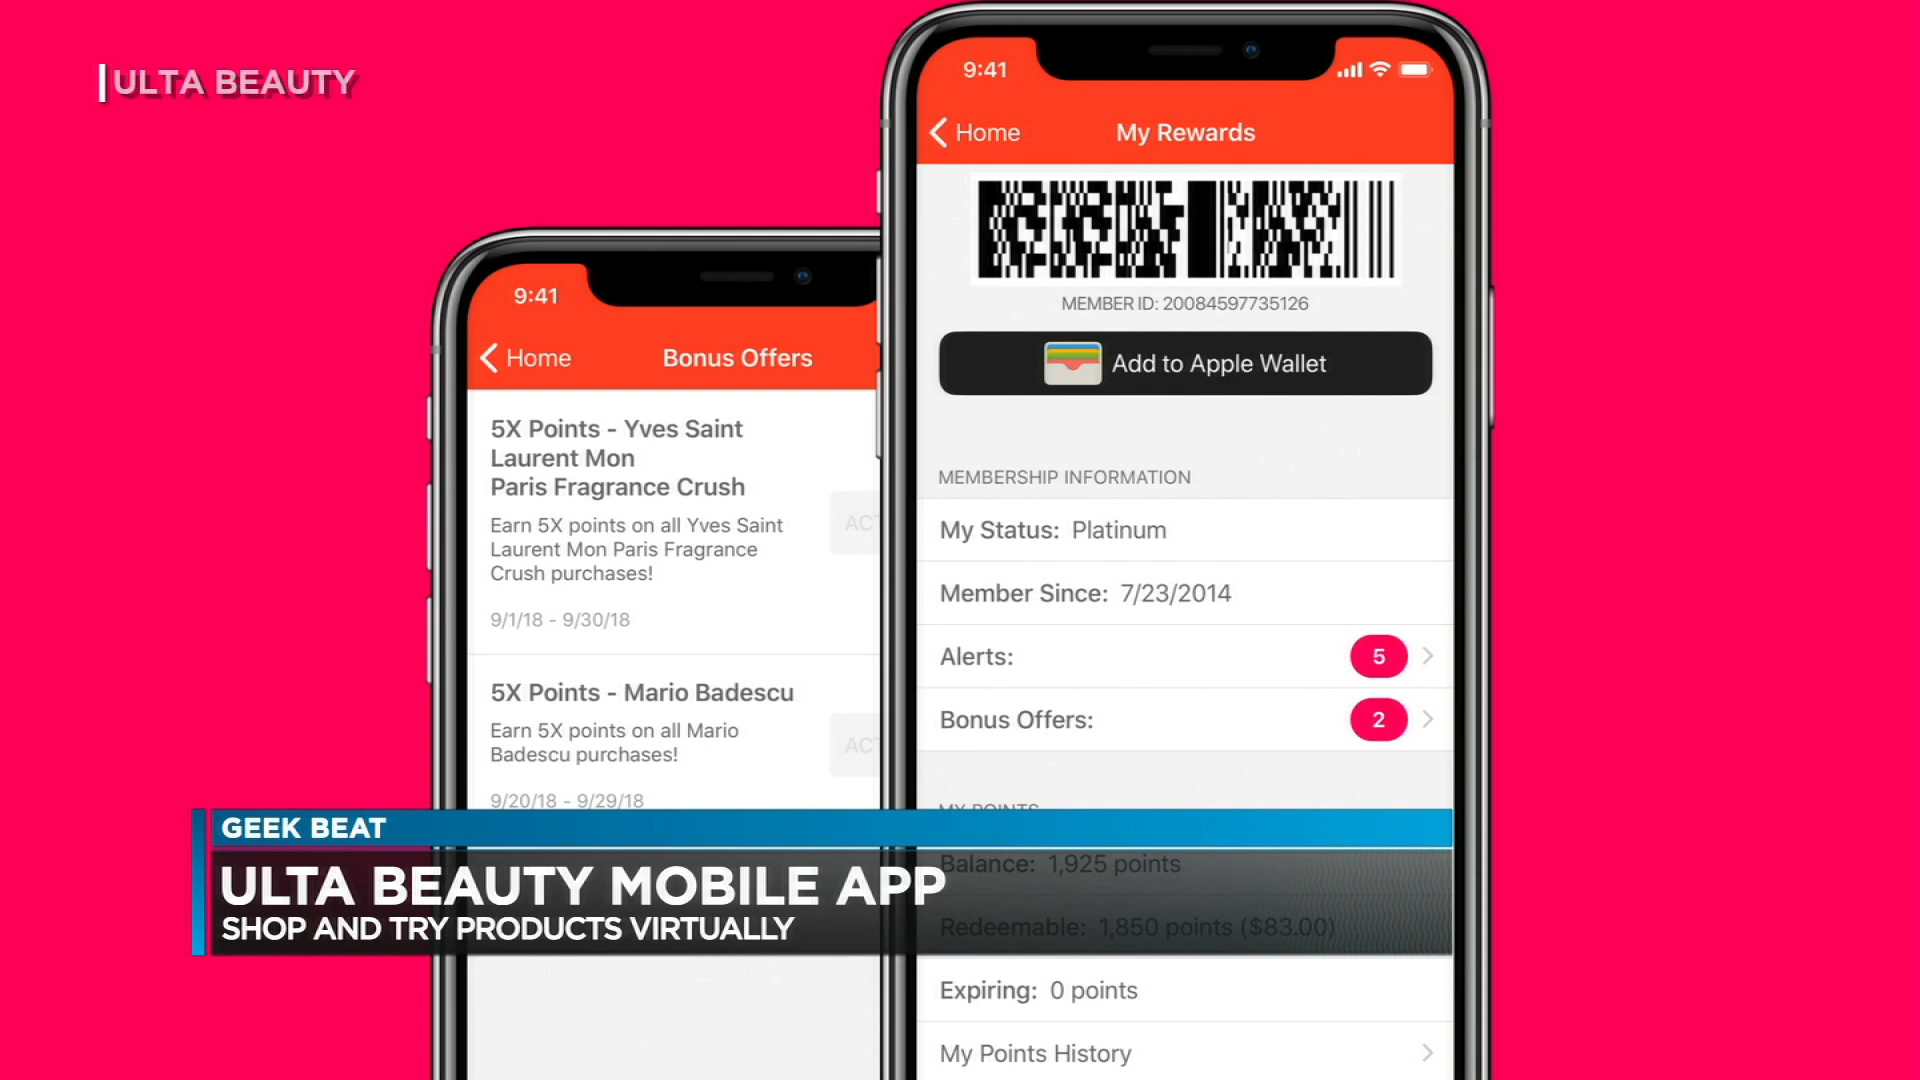 ULTA BEAUTY
9:41
Home
Bonus Offers
5X Points - Yves Saint
Laurent Mon
Paris Fragrance Crush
Earn 5X points on all Yves Saint
Laurent Mon Paris Fragrance
Crush purchases!
9/1/18 - 9/30/18
ACT
5X Points - Mario Badescu
Earn 5X points on all Mario
Badescu purchases!
9/20/18 - 9/29/18
ACT
9:41
Home
My Rewards
MEMBER ID: 20084597735126
Add to Apple Wallet
MEMBERSHIP INFORMATION
My Status: Platinum
Member Since: 7/23/2014
Alerts: 5
Bonus Offers: 2
MY POINTS
Balance: 1,925 points
Redeemable: 1,850 points ($83.00)
Expiring: 0 points
My Points History
GEEK BEAT
ULTA BEAUTY MOBILE APP
SHOP AND TRY PRODUCTS VIRTUALLY